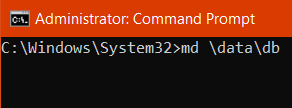 Administrator: Command Prompt
C:\Windows\System32>md \data\db